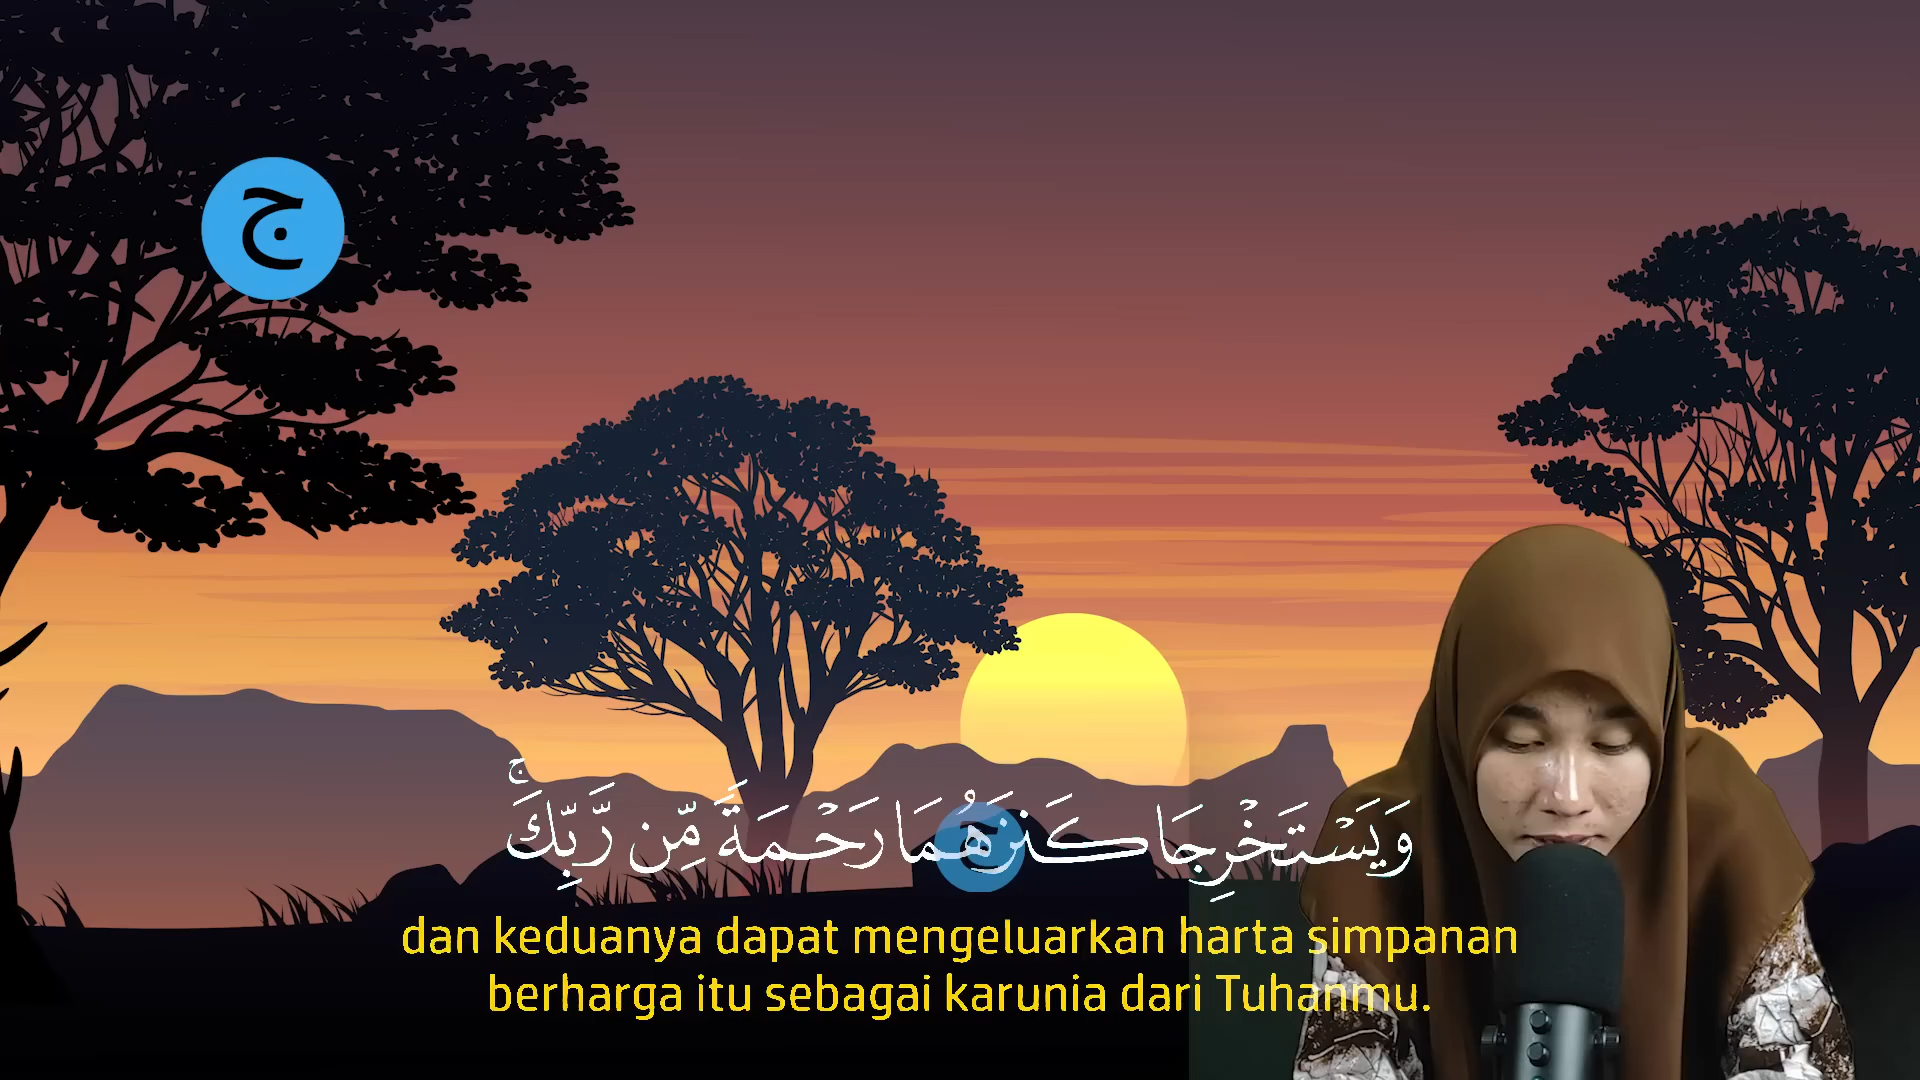 ج
وَيَسْتَخْرِجَا كَنزَهُمَا رَحْمَةً مِّن رَّبِّكَ ۚ
dan keduanya dapat mengeluarkan harta simpanan
berharga itu sebagai karunia dari Tuhanmu.